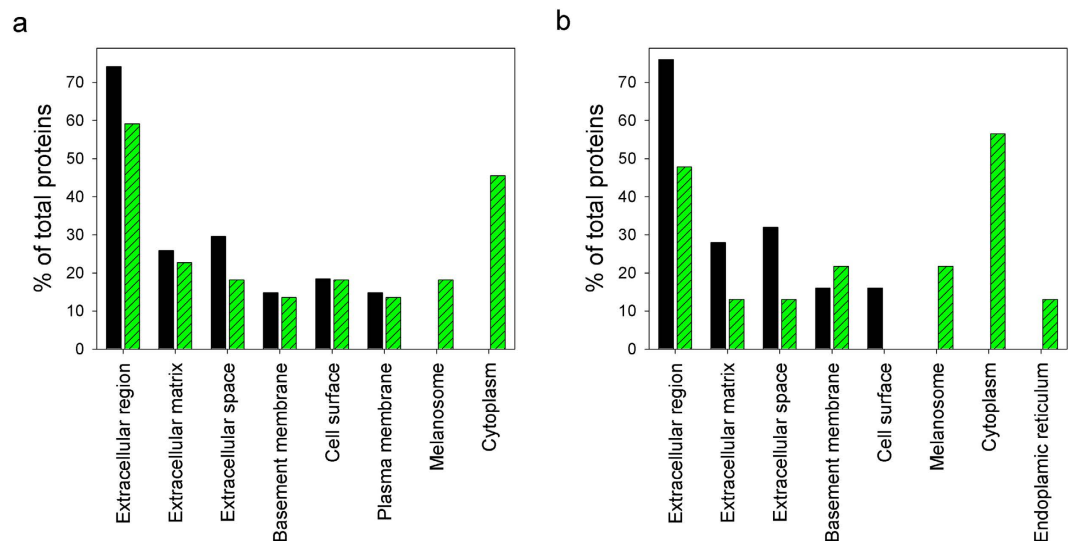 a
% of total proteins
70
60
50
40
30
20
10
0
Extracellular region
Extracellular matrix
Extracellular space
Basement membrane
Cell surface
Plasma membrane
Melanosome
Cytoplasm
b
% of total proteins
70
60
50
40
30
20
10
0
Extracellular region
Extracellular matrix
Extracellular space
Basement membrane
Cell surface
Melanosome
Cytoplasm
Endoplamic reticulum